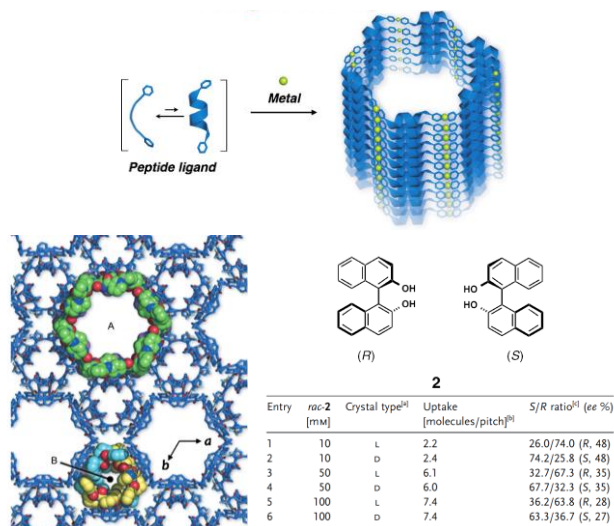 Metal
Peptide ligand
A
B
a
b
OH
OH
HO
HO
(R)
(S)
2
Entry rac-2 [mM] Crystal type[a] Uptake [molecules/pitch][b] S/R ratio[c] (ee %)
1 10 L 2.2 26.0/74.0 (R, 48)
2 10 D 2.4 74.2/25.8 (S, 48)
3 50 L 6.1 32.7/67.3 (R, 35)
4 50 D 6.0 67.7/32.3 (S, 35)
5 100 L 7.4 36.2/63.8 (R, 28)
6 100 D 7.4 63.3/36.7 (S, 27)